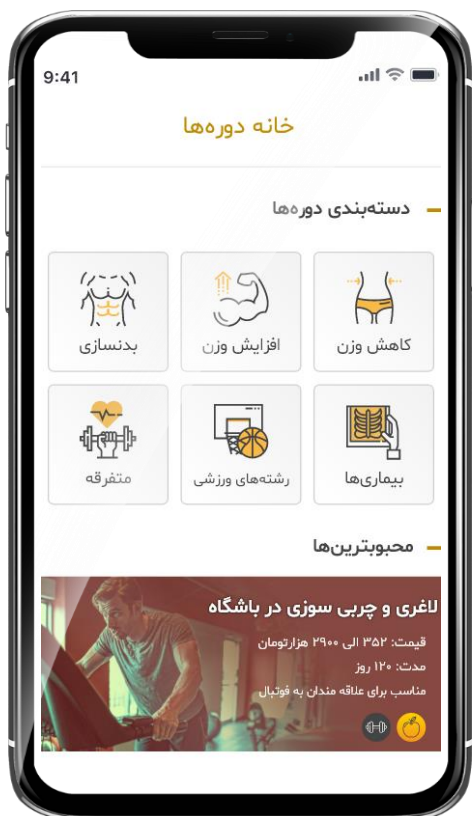 9:41
خانه دوره‌ها
دسته‌بندی دوره‌ها
کاهش وزن
افزایش وزن
بدنسازی
بیماری‌ها
رشته‌های ورزشی
متفرقه
محبوبترین‌ها
لاغری و چربی سوزی در باشگاه
قیمت: ۳۵۲ الی ۲۹۰۰ هزارتومان
مدت: ۱۲۰ روز
مناسب برای علاقه مندان به فوتبال